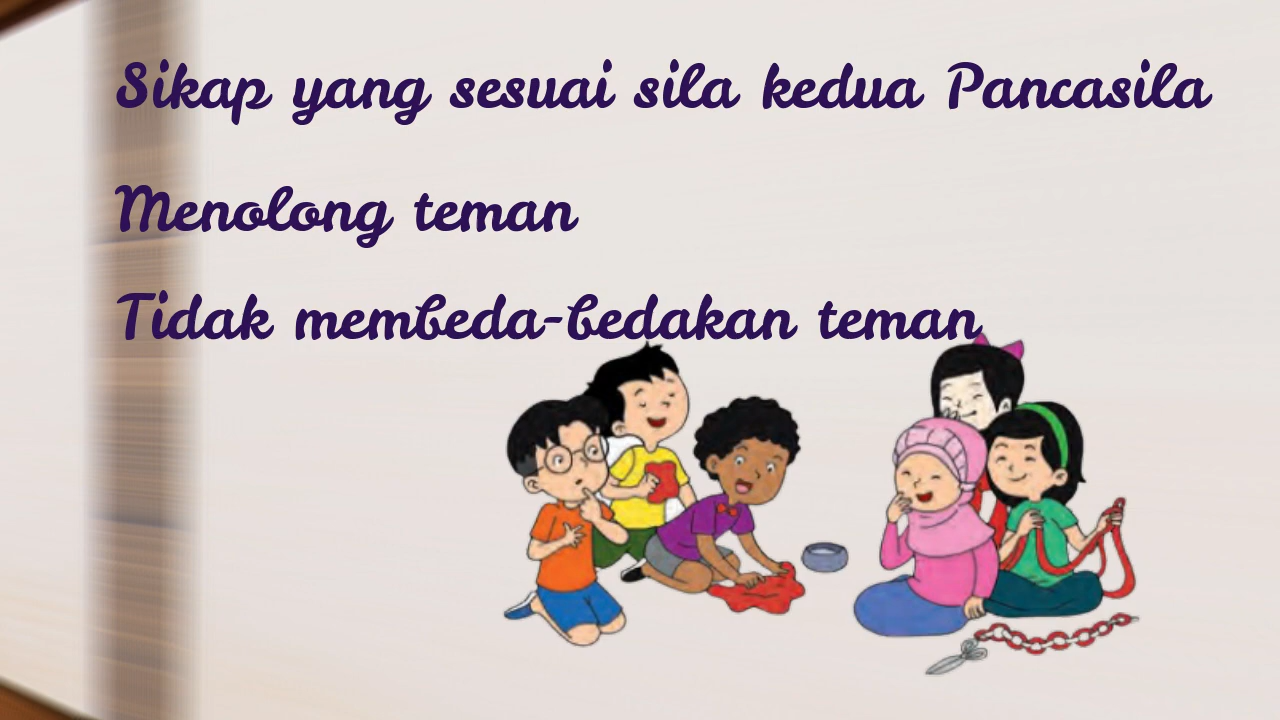 Sikap yang sesuai sila kedua Pancasila
Menolong teman
Tidak membeda-bedakan teman